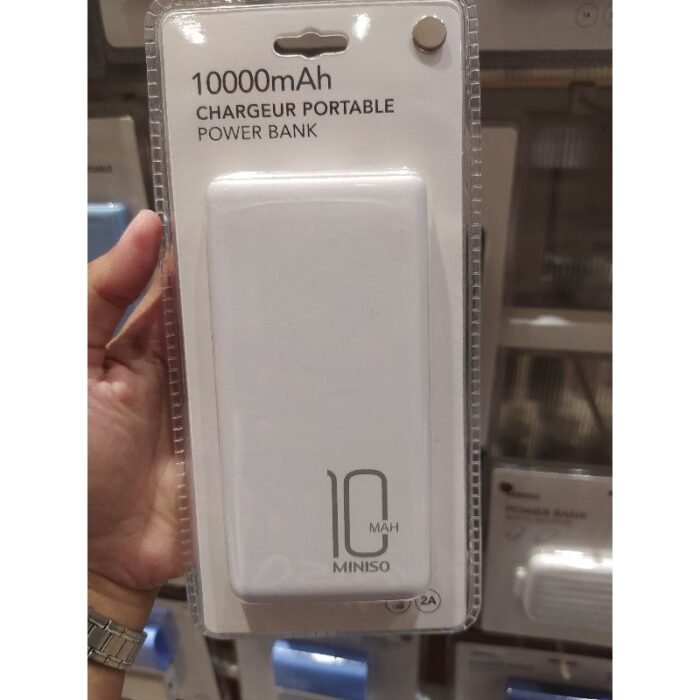 10000mAh
CHARGEUR PORTABLE
POWER BANK
10
MAH
MINISO
2A
POWER BANK